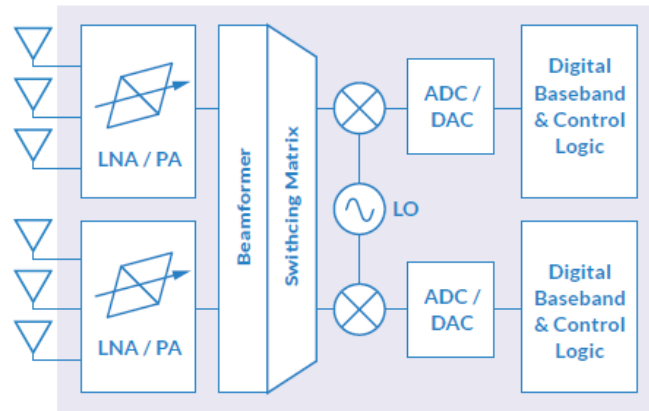 LNA / PA
Beamformer
Swithcing Matrix
LO
ADC /
DAC
Digital
Baseband
& Control
Logic
LNA / PA
ADC /
DAC
Digital
Baseband
& Control
Logic